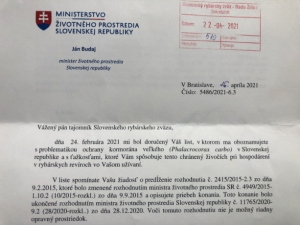 MINISTERSTVO
ŽIVOTNÉHO PROSTREDIA
SLOVENSKEJ REPUBLIKY
Ján Budaj
minister životného prostredia
Slovenskej republiky
22 -04- 2021
V Bratislave, apríla 2021
Číslo: 5486/2021-6.3
Vážený pán tajomník Slovenského rybárskeho zväzu,
dňa 24. februára 2021 mi bol doručený Váš list, v ktorom ma oboznamujete
s problematikou ochrany kormorána veľkého (Phalacrocorax carbo) v Slovenskej
republike a s ťažkosťami, ktoré Vám spôsobuje tento chránený živočích pri hospodárení
v rybárskych revíroch vo Vašom užívaní.
V liste spomínate Vašu žiadosť o predĺženie rozhodnutia č. 2415/2015-2.3 zo dňa
9.2.2015, ktoré bolo zmenené rozhodnutím ministra životného prostredia SR č. 4949/2015-
1.10.2 (10/2015-rozkl.) zo dňa 9.9.2015 a opisujete priebeh konania. Toto konanie bolo
ukončené rozhodnutím ministra životného prostredia Slovenskej republiky č. 11765/2020-
9.2 (28/2020-rozkl.) zo dňa 28.12.2020. Voči tomuto rozhodnutiu nie je možný riadny
opravný prostriedok.